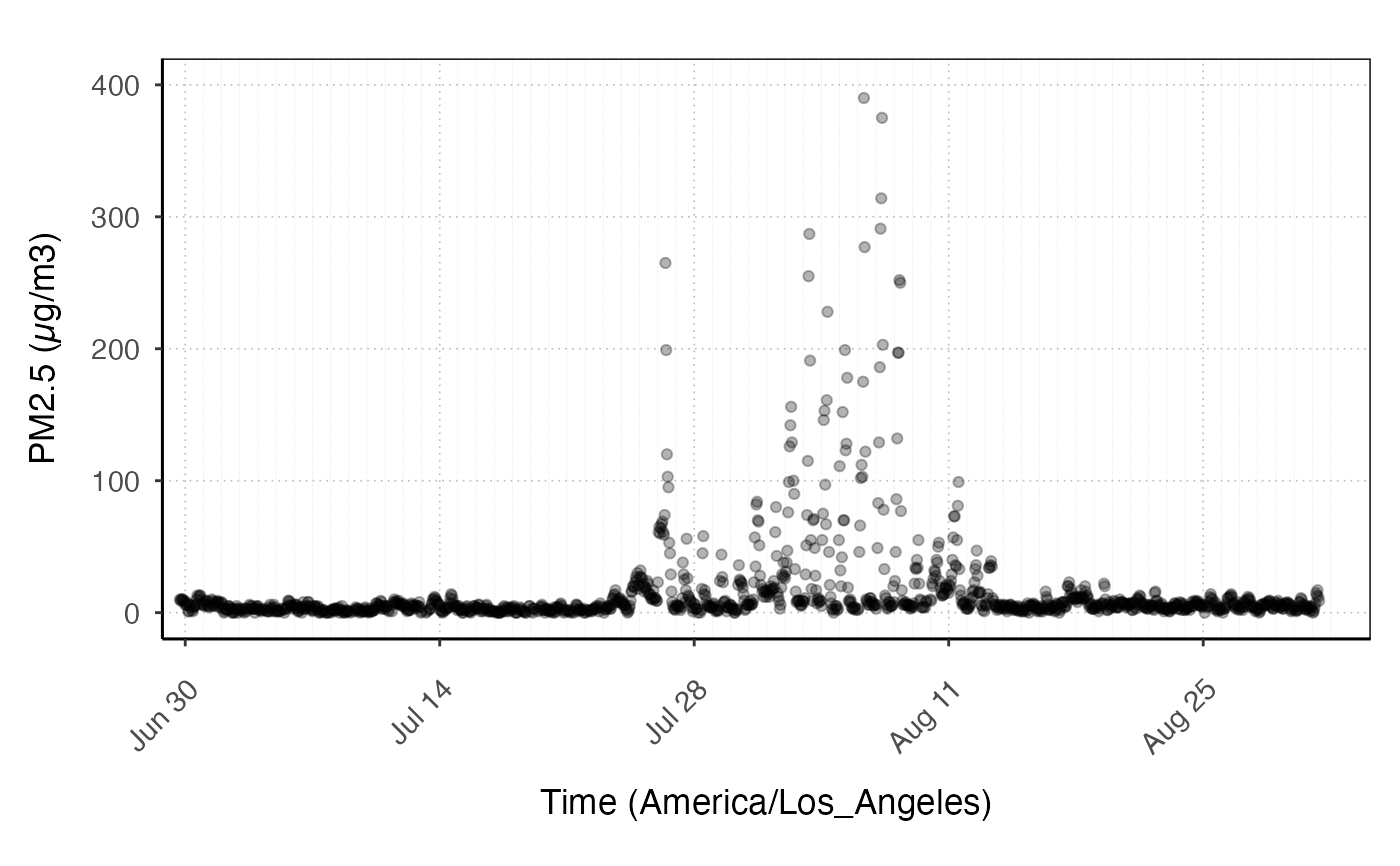 400
300
200
100
0
PM2.5 (μg/m3)
Jun 30
Jul 14
Jul 28
Aug 11
Aug 25
Time (America/Los_Angeles)